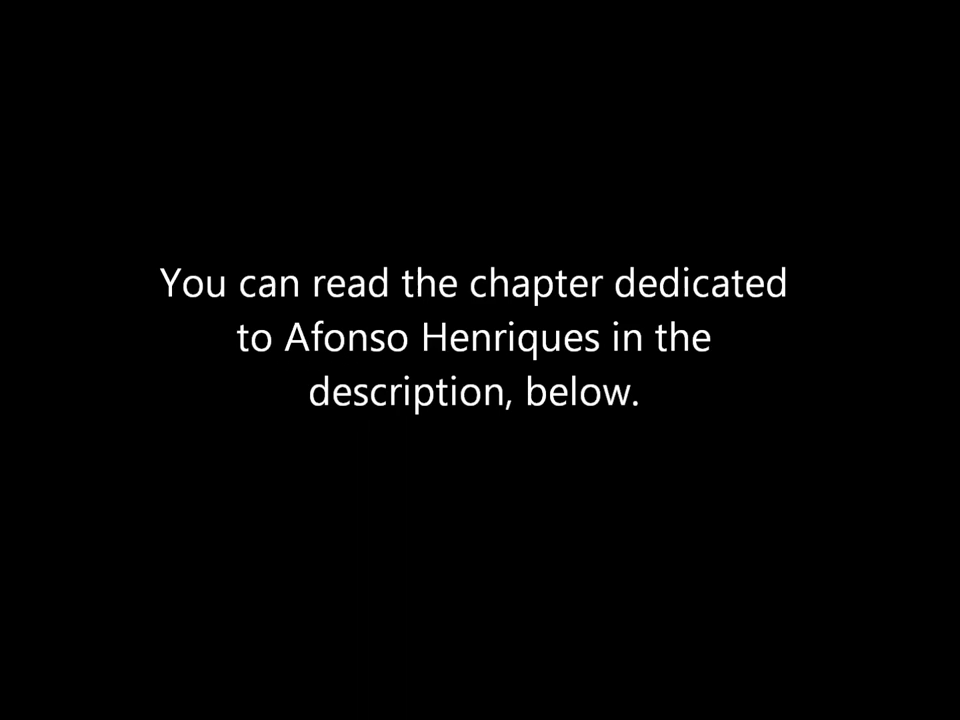 You can read the chapter dedicated
to Afonso Henriques in the
description, below.